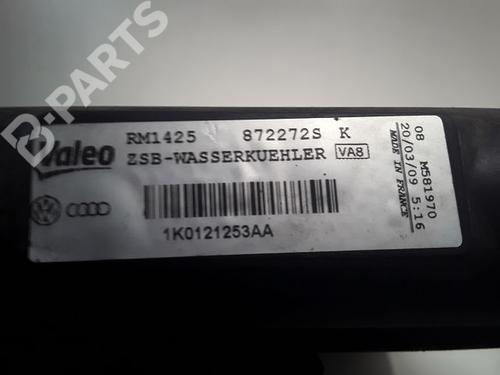 B-PARTS
Valeo
RM1425 872272S K
ZSB-WASSERKUEHLER VA8
1K0121253AA
08 M581970
20/03/09 5:16
MADE IN FRANCE